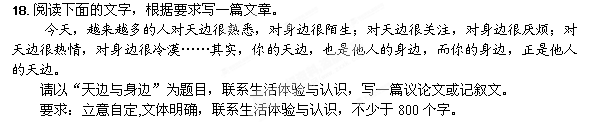 18. 阅读下面的文字，根据要求写一篇文章。
今天，越来越多的人对天边很熟悉，对身边很陌生；对天边很关注，对身边很厌烦；对
天边很热情，对身边很冷漠……其实，你的天边，也是他人的身边，而你的身边，正是他人
的天边。
请以“天边与身边”为题目，联系生活体验与认识，写一篇议论文或记叙文。
要求：立意自定,文体明确，联系生活体验与认识，不少于 800 个字。